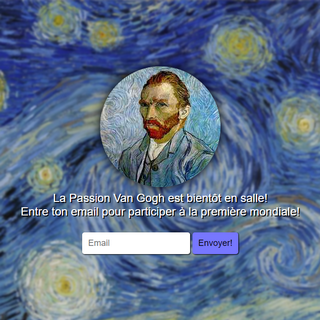 La Passion Van Gogh est bientôt en salle!
Entre ton email pour participer à la première mondiale!
Email
Envoyer!